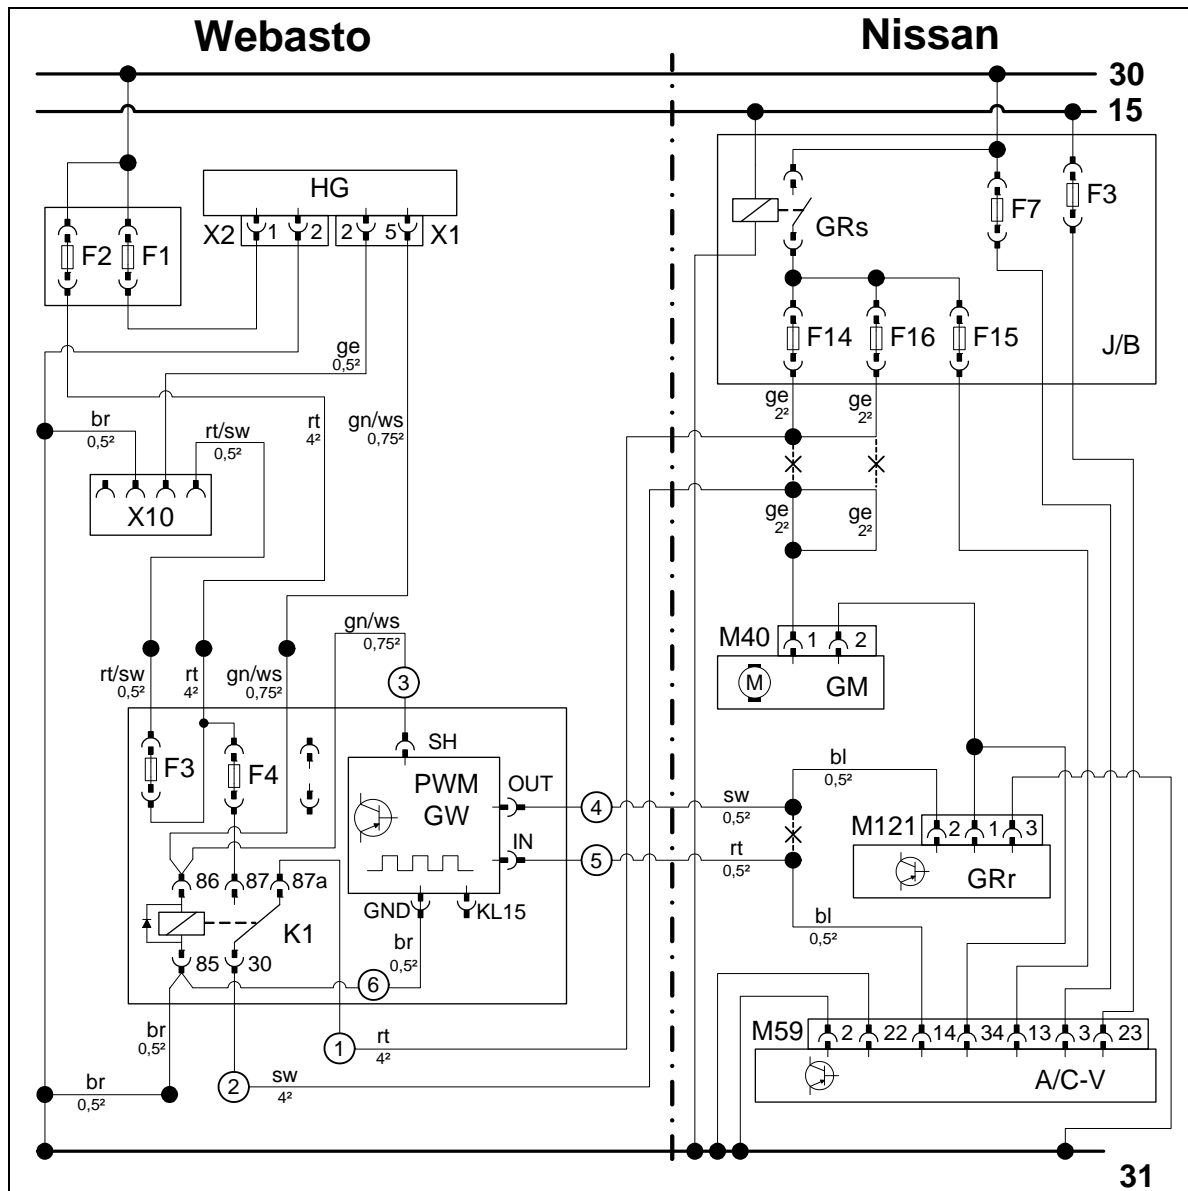 Webasto Nissan
30
15
HG
F3
F7
GRs
X2 1 2 2 5 X1
F2 F1
F14 F16 F15 J/B
ge
0,5²
ge
2²
ge
2²
br
0,5²
rt/sw
0,5²
rt
4²
gn/ws
0,75²
X10
ge
2²
ge
2²
gn/ws
0,75²
M40 1 2
rt/sw
0,5²
rt
4²
gn/ws
0,75²
3
M GM
SH
F3 F4
PWM
GW
OUT
IN
4
sw
0,5²
bl
0,5²
5
rt
0,5²
M121 2 1 3
GRr
86 87 87a
GND KL15
K1
85 30
br
0,5²
6
bl
0,5²
br
0,5²
1
rt
4²
M59 2 22 14 34 13 3 23
A/C-V
br
0,5²
2
sw
4²
31